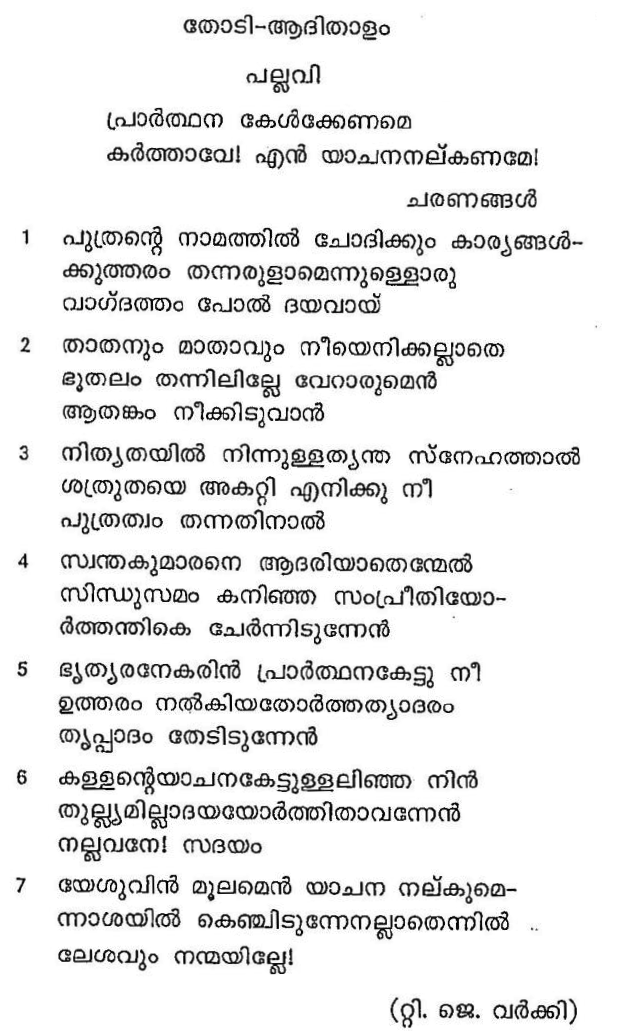 തോടി-ആദിതാളം
പല്ലവി
പ്രാർത്ഥന കേൾക്കേണമെ
കർത്താവേ! എൻ യാചനനല്കണമേ!
ചരണങ്ങൾ
1 പുത്രന്റെ നാമത്തിൽ ചോദിക്കും കാര്യങ്ങൾ-
ക്കുത്തരം തന്നരുളാമെന്നുള്ളൊരു
വാഗ്ദത്തം പോൽ ദയവായ്
2 താതനും മാതാവും നീയെനിക്കല്ലാതെ
ഭൂതലം തന്നിലില്ലേ വേറാരുമെൻ
ആതങ്കം നീക്കിടുവാൻ
3 നിത്യതയിൽ നിന്നുള്ളത്യന്ത സ്നേഹത്താൽ
ശത്രുതയെ അകറ്റി എനിക്കു നീ
പുത്രത്വം തന്നതിനാൽ
4 സ്വന്തകുമാരനെ ആദരിയാതെന്മേൽ
സിന്ധുസമം കനിഞ്ഞ സംപ്രീതിയോ-
ർത്തന്തികെ ചേർന്നിടുന്നേൻ
5 ഭൃത്യരനേകരിൻ പ്രാർത്ഥനകേട്ടു നീ
ഉത്തരം നൽകിയതോർത്തത്യാദരം
തൃപ്പാദം തേടിടുന്നേൻ
6 കള്ളന്റെയാചനകേട്ടുള്ളലിഞ്ഞ നിൻ
തുല്ല്യമില്ലാദയയോർത്തിതാവന്നേൻ
നല്ലവനേ! സദയം
7 യേശുവിൻ മൂലമെൻ യാചന നല്കുമെ-
ന്നാശയിൽ കെഞ്ചിടുന്നേനല്ലാതെന്നിൽ
ലേശവും നന്മയില്ലേ!
(റ്റി. ജെ. വർക്കി)